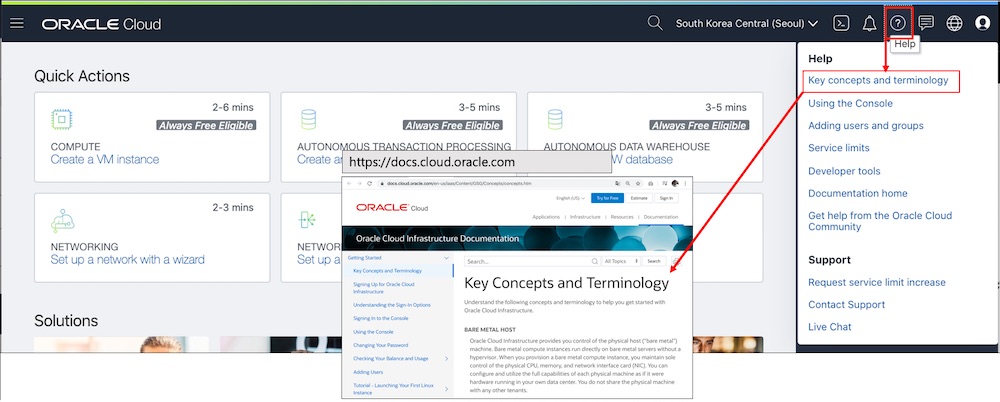 ORACLE Cloud
South Korea Central (Seoul)
Help
Quick Actions
2-6 mins
Always Free Eligible
COMPUTE
Create a VM instance
3-5 mins
Always Free Eligible
AUTONOMOUS TRANSACTION PROCESSING
3-5 mins
Always Free Eligible
AUTONOMOUS DATA WAREHOUSE
W database
2-3 mins
NETWORKING
Set up a network with a wizard
Solutions
Help
Key concepts and terminology
Using the Console
Adding users and groups
Service limits
Developer tools
Documentation home
Get help from the Oracle Cloud
Community
Support
Request service limit increase
Contact Support
Live Chat
https://docs.cloud.oracle.com
docs.cloud.oracle.com/en-us/iaas/Content/GSG/Concepts/concepts.htm
English (US)
Try for Free
Estimate
Sign In
ORACLE Cloud
Applications
Infrastructure
Resources
Documentation
Oracle Cloud Infrastructure Documentation
Getting Started
Key Concepts and Terminology
Signing Up for Oracle Cloud
Infrastructure
Understanding the Sign-In Options
Signing In to the Console
Using the Console
Changing Your Password
Checking Your Balance and Usage
Adding Users
Tutorial - Launching Your First Linux
Instance
Search...
All Topics
Search
Key Concepts and Terminology
Understand the following concepts and terminology to help you get started with
Oracle Cloud Infrastructure.
BARE METAL HOST
Oracle Cloud Infrastructure provides you control of the physical host ("bare metal")
machine. Bare metal compute instances run directly on bare metal servers without a
hypervisor. When you provision a bare metal compute instance, you maintain sole
control of the physical CPU, memory, and network interface card (NIC). You can
configure and utilize the full capabilities of each physical machine as if it were
hardware running in your own data center. You do not share the physical machine
with any other tenants.